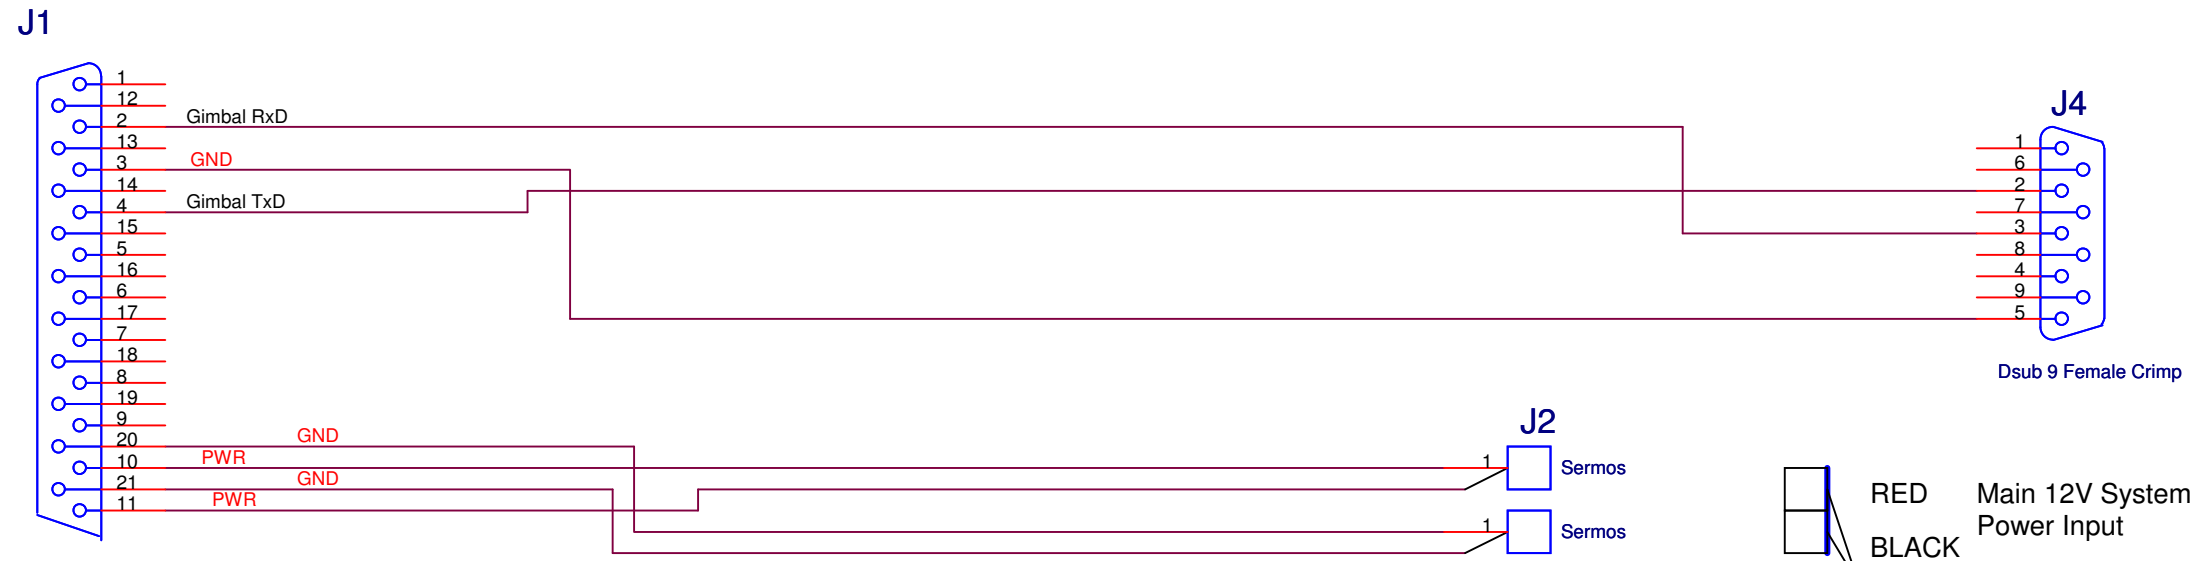 J1
1
12
2
Gimbal RxD
13
3
GND
14
4
Gimbal TxD
15
5
16
6
17
7
18
8
19
9
20
GND
10
PWR
21
GND
11
PWR
J4
1
6
2
7
3
8
4
9
5
Dsub 9 Female Crimp
J2
1
Sermos
1
Sermos
RED
BLACK
Main 12V System
Power Input